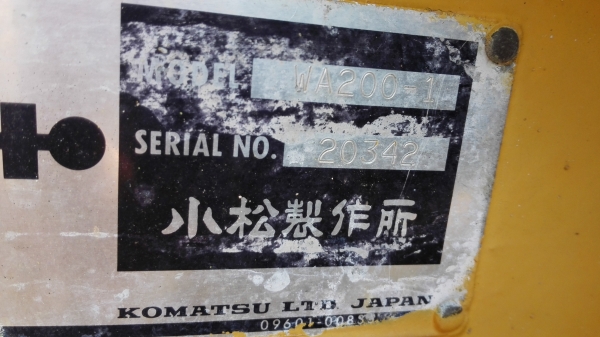 MODEL WA200-1
SERIAL NO. 20342
小松製作所
KOMATSU LTD. JAPAN